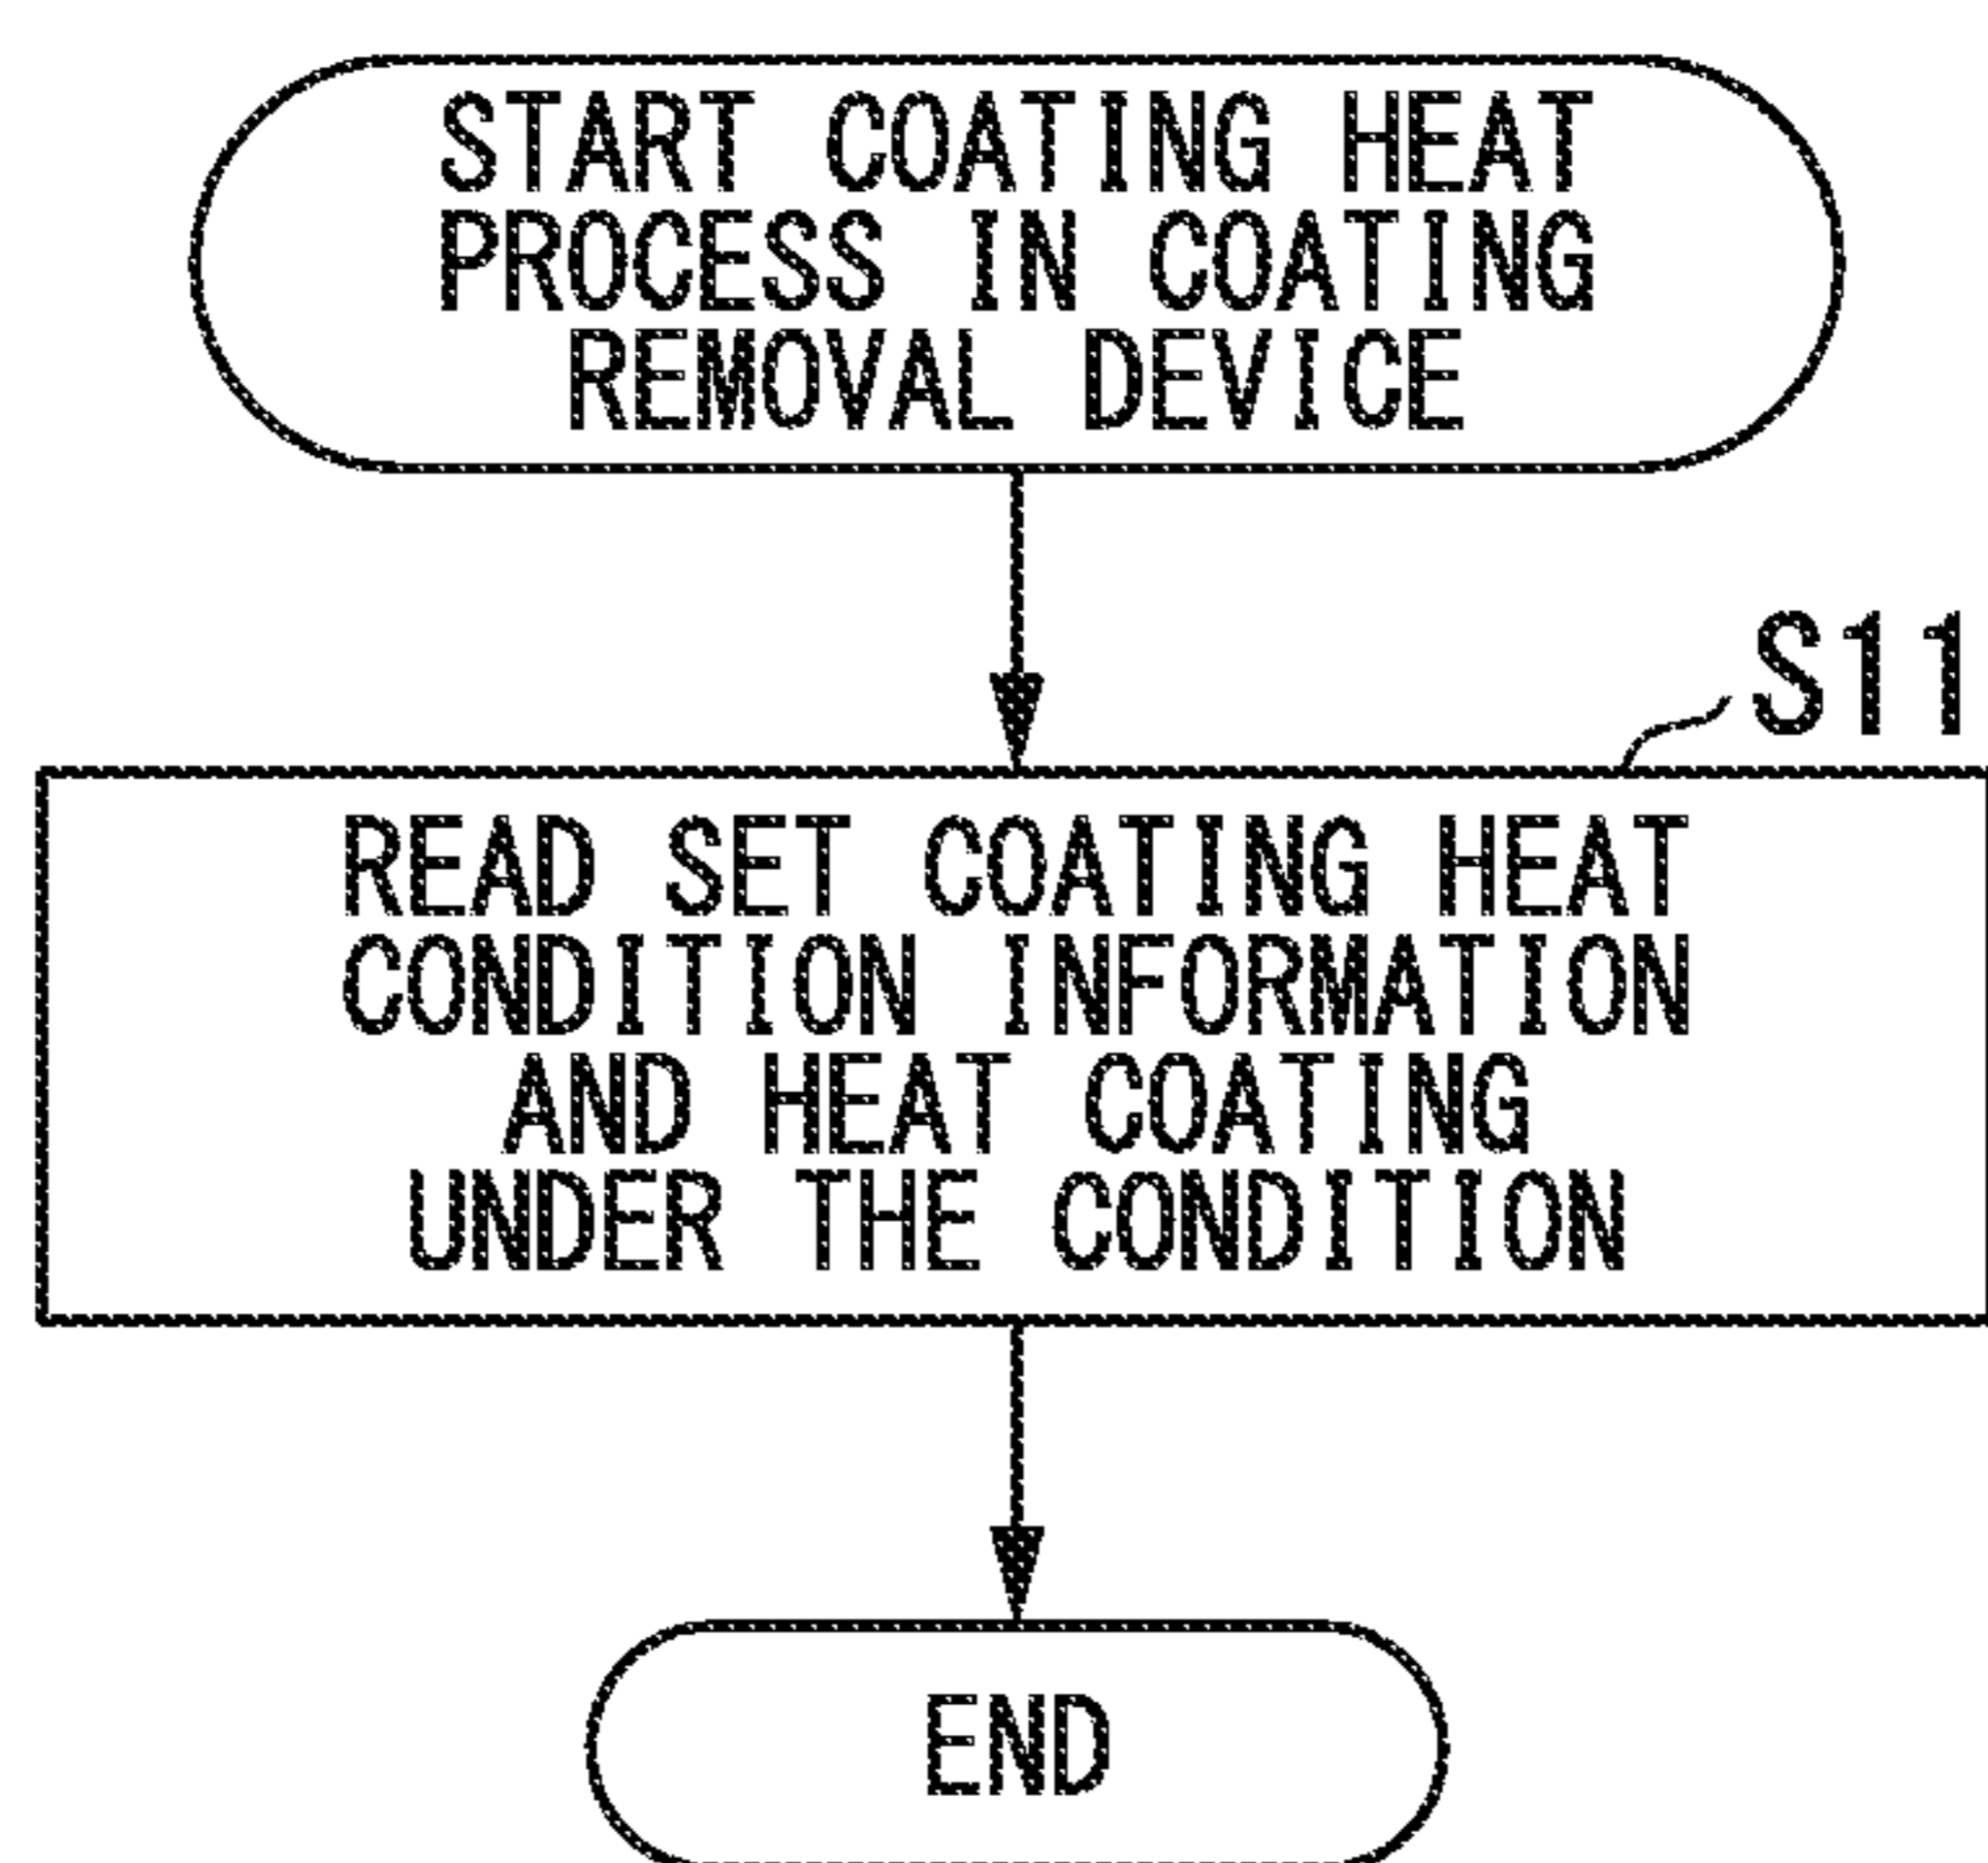 START COATING HEAT
PROCESS IN COATING
REMOVAL DEVICE
S11
READ SET COATING HEAT
CONDITION INFORMATION
AND HEAT COATING
UNDER THE CONDITION
END